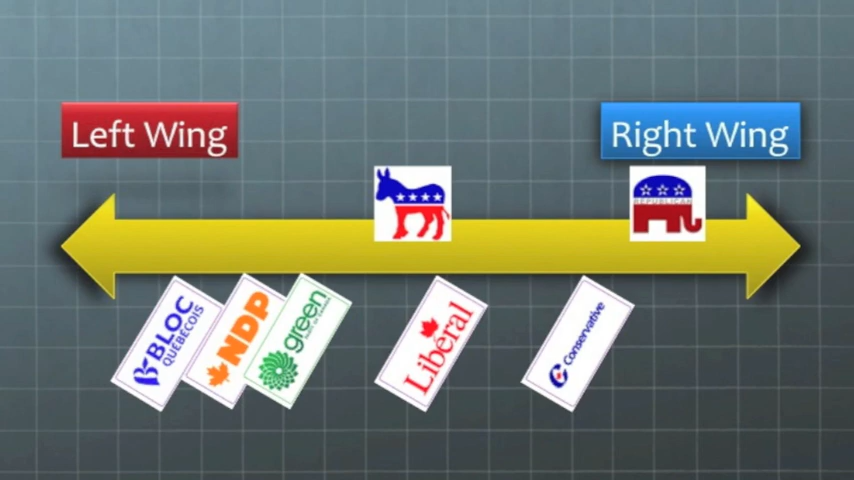 Left Wing
Right Wing
REPUBLICAN
BLOC
QUÉBÉCOIS
NDP
green
Liberal
Conservative